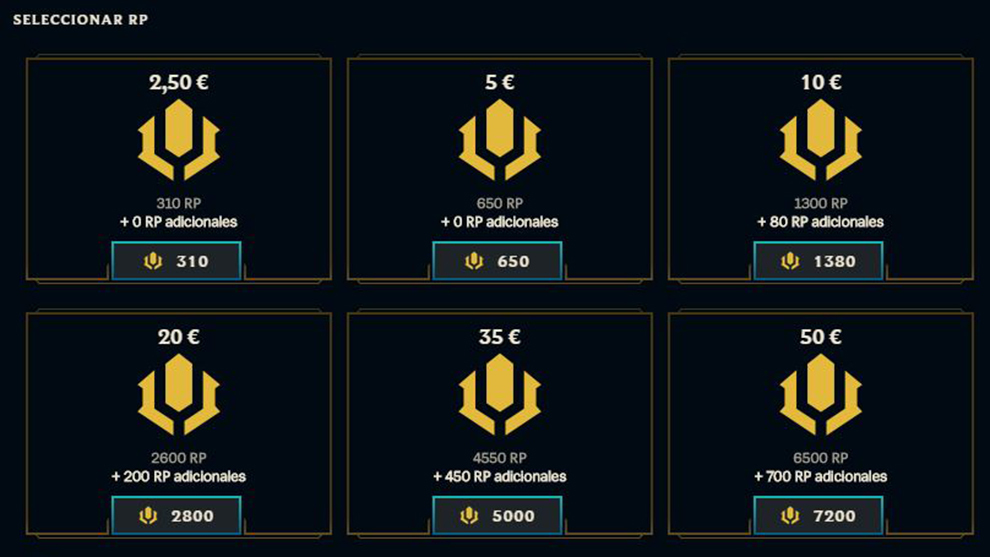 SELECCIONAR RP
2,50 €
310 RP
+ 0 RP adicionales
310
5 €
650 RP
+ 0 RP adicionales
650
10 €
1300 RP
+ 80 RP adicionales
1380
20 €
2600 RP
+ 200 RP adicionales
2800
35 €
4550 RP
+ 450 RP adicionales
5000
50 €
6500 RP
+ 700 RP adicionales
7200